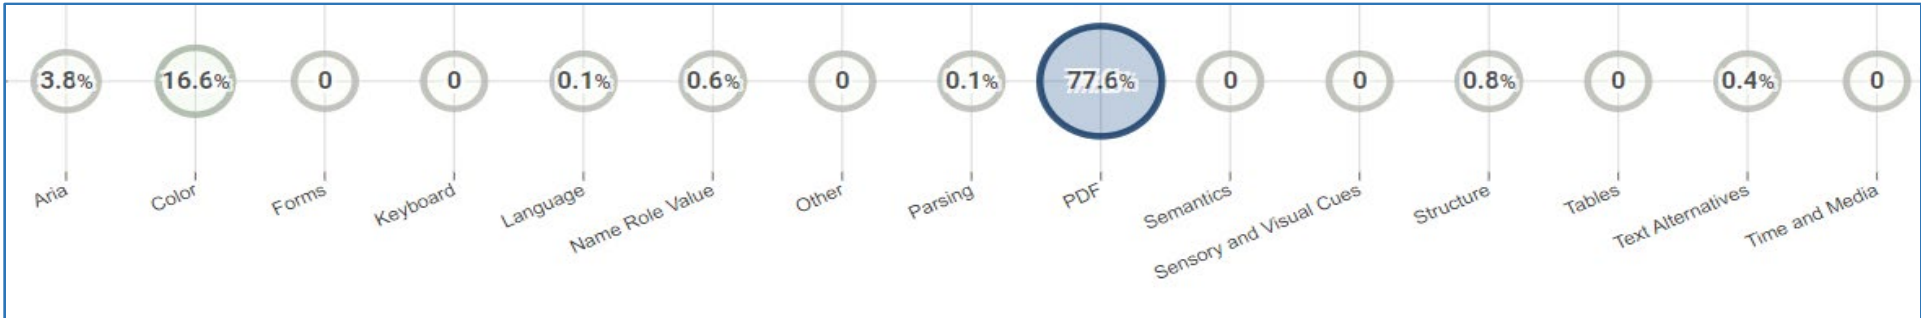 3.8% 16.6% 0 0 0.1% 0.6% 0 0.1% 77.6% 0 0 0.8% 0 0.4% 0
Aria Color Forms Keyboard Language Name Role Value Other Parsing PDF Semantics Sensory and Visual Cues Structure Tables Text Alternatives Time and Media